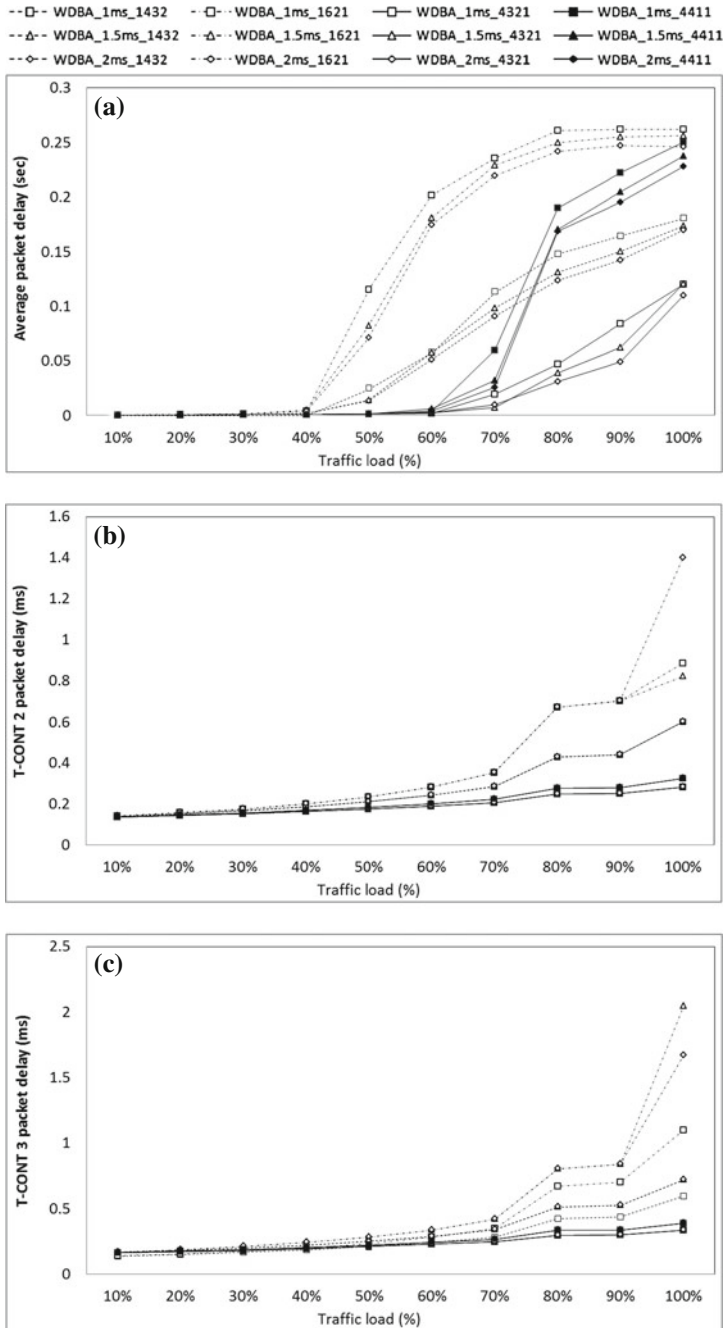 WDBA_1ms_1432 WDBA_1ms_1621 WDBA_1ms_4321 WDBA_1ms_4411
WDBA_1.5ms_1432 WDBA_1.5ms_1621 WDBA_1.5ms_4321 WDBA_1.5ms_4411
WDBA_2ms_1432 WDBA_2ms_1621 WDBA_2ms_4321 WDBA_2ms_4411
(a)
Average packet delay (sec)
0.3
0.25
0.2
0.15
0.1
0.05
0
10% 20% 30% 40% 50% 60% 70% 80% 90% 100%
Traffic load (%)
(b)
T-CONT 2 packet delay (ms)
1.6
1.4
1.2
1
0.8
0.6
0.4
0.2
0
10% 20% 30% 40% 50% 60% 70% 80% 90% 100%
Traffic load (%)
(c)
T-CONT 3 packet delay (ms)
2.5
2
1.5
1
0.5
0
10% 20% 30% 40% 50% 60% 70% 80% 90% 100%
Traffic load (%)